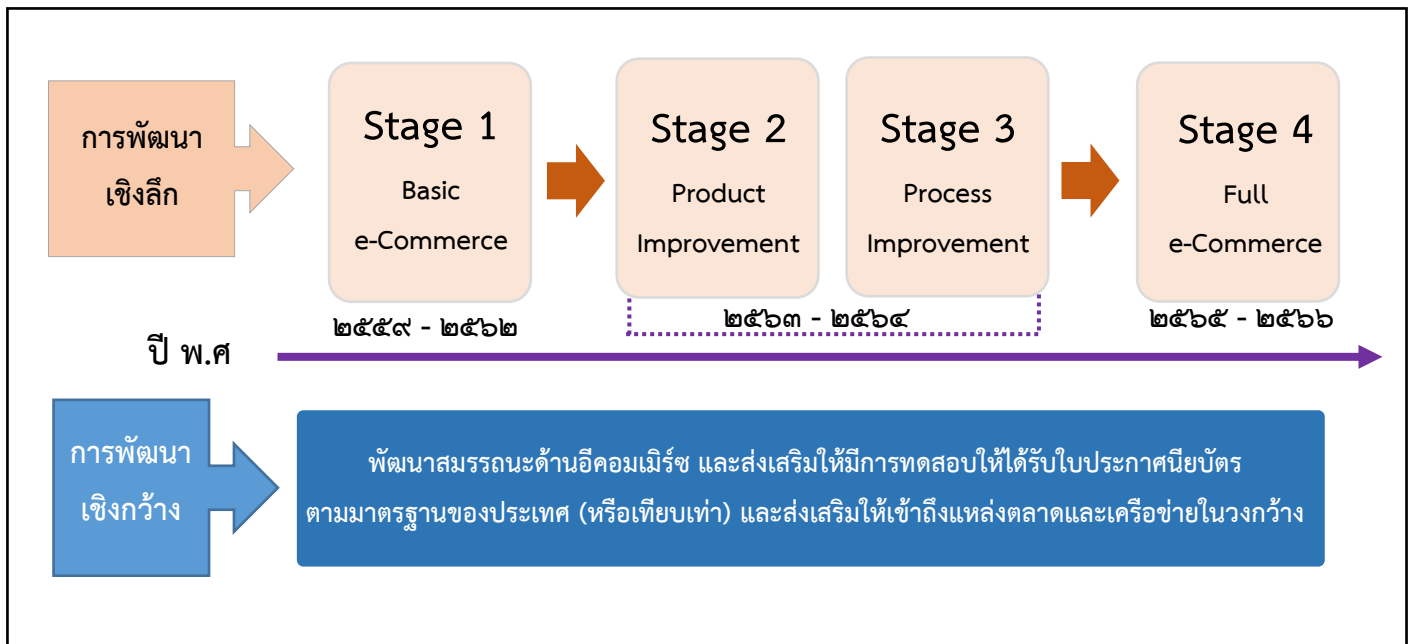 การพัฒนา
เชิงลึก
Stage 1
Basic
e-Commerce
Stage 2
Product
Improvement
Stage 3
Process
Improvement
Stage 4
Full
e-Commerce
๒๕๕๙ - ๒๕๖๒
๒๕๖๓ - ๒๕๖๔
๒๕๖๕ - ๒๕๖๖
ปี พ.ศ
การพัฒนา
เชิงกว้าง
พัฒนาสมรรถนะด้านอีคอมเมิร์ซ และส่งเสริมให้มีการทดสอบให้ได้รับใบประกาศนียบัตร
ตามมาตรฐานของประเทศ (หรือเทียบเท่า) และส่งเสริมให้เข้าถึงแหล่งตลาดและเครือข่ายในวงกว้าง